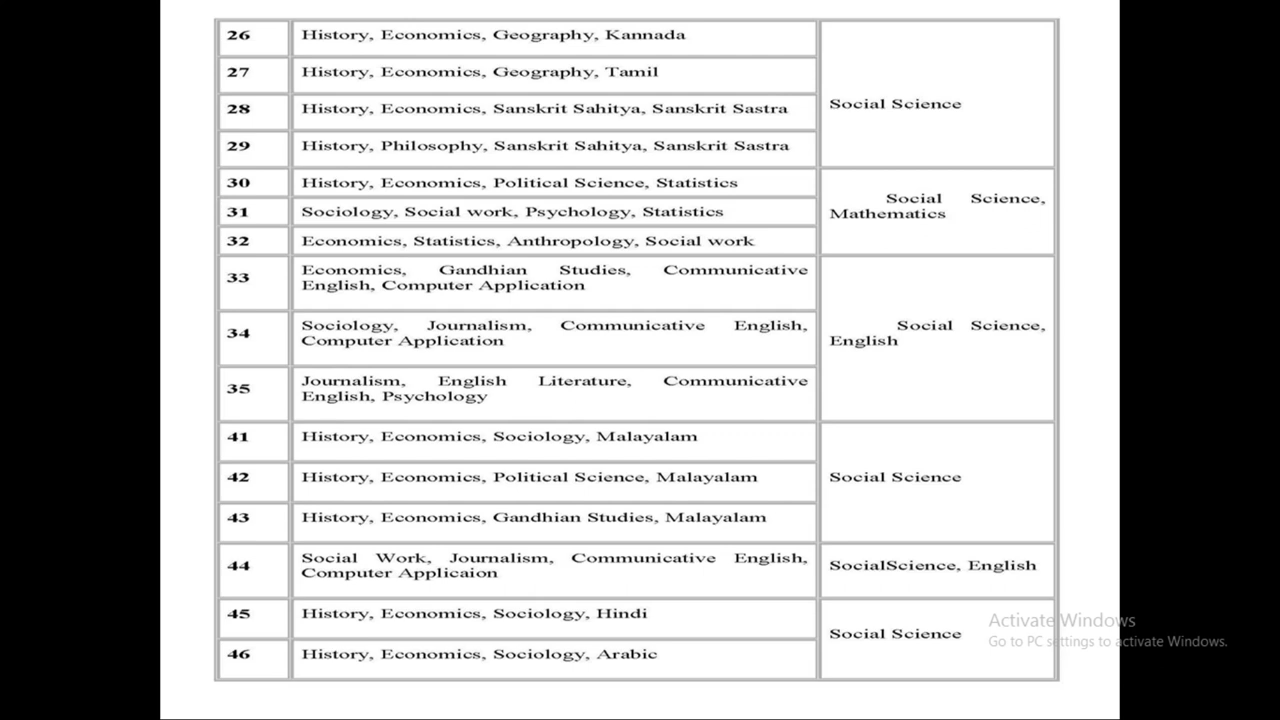 26 History, Economics, Geography, Kannada
27 History, Economics, Geography, Tamil
Social Science
28 History, Economics, Sanskrit Sahitya, Sanskrit Sastra
29 History, Philosophy, Sanskrit Sahitya, Sanskrit Sastra
30 History, Economics, Political Science, Statistics
Social Science,
Mathematics
31 Sociology, Social work, Psychology, Statistics
32 Economics, Statistics, Anthropology, Social work
33 Economics, Gandhian Studies, Communicative
English, Computer Application
34 Sociology, Journalism, Communicative English,
Computer Application
Social Science,
English
35 Journalism, English Literature, Communicative
English, Psychology
41 History, Economics, Sociology, Malayalam
42 History, Economics, Political Science, Malayalam
Social Science
43 History, Economics, Gandhian Studies, Malayalam
44 Social Work, Journalism, Communicative English,
Computer Applicaion
SocialScience, English
45 History, Economics, Sociology, Hindi
Social Science
46 History, Economics, Sociology, Arabic
Activate Windows
Go to PC settings to activate Windows.